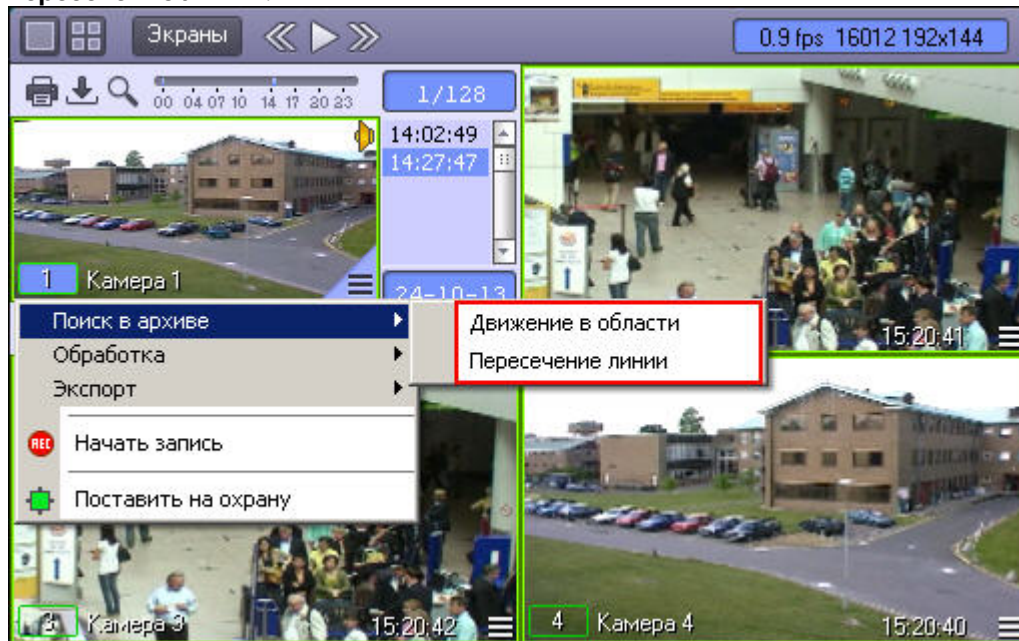 Экраны
0.9 fps 16012 192x144
00 04 07 10 14 17 20 23
1/128
14:02:49
14:27:47
1 Камера 1
24-10-13
Поиск в архиве
Движение в области
Обработка
Пересечение линии
Экспорт
15:20:41
REC Начать запись
Поставить на охрану
3 Камера 3
15:20:42
4 Камера 4
15:20:40